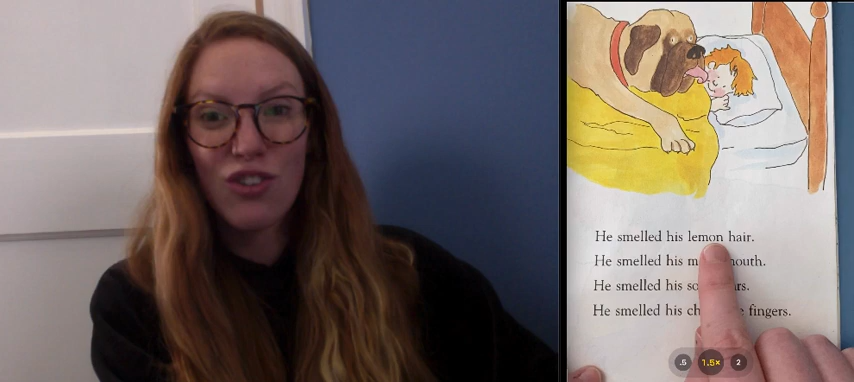 He smelled his lemon hair.
He smelled his mouth.
He smelled his
He smelled his fingers.
.5 1.5× 2